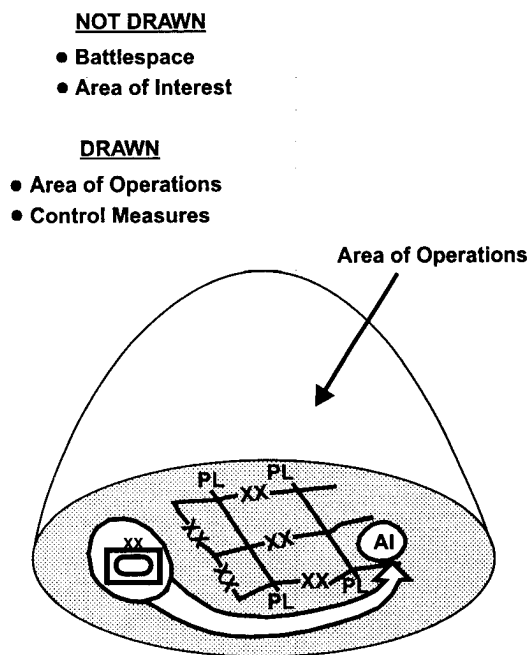 NOT DRAWN
• Battlespace
• Area of Interest
DRAWN
• Area of Operations
• Control Measures
Area of Operations
PL PL
XX
XX
XX
XX
AI
XX
XX
PL PL